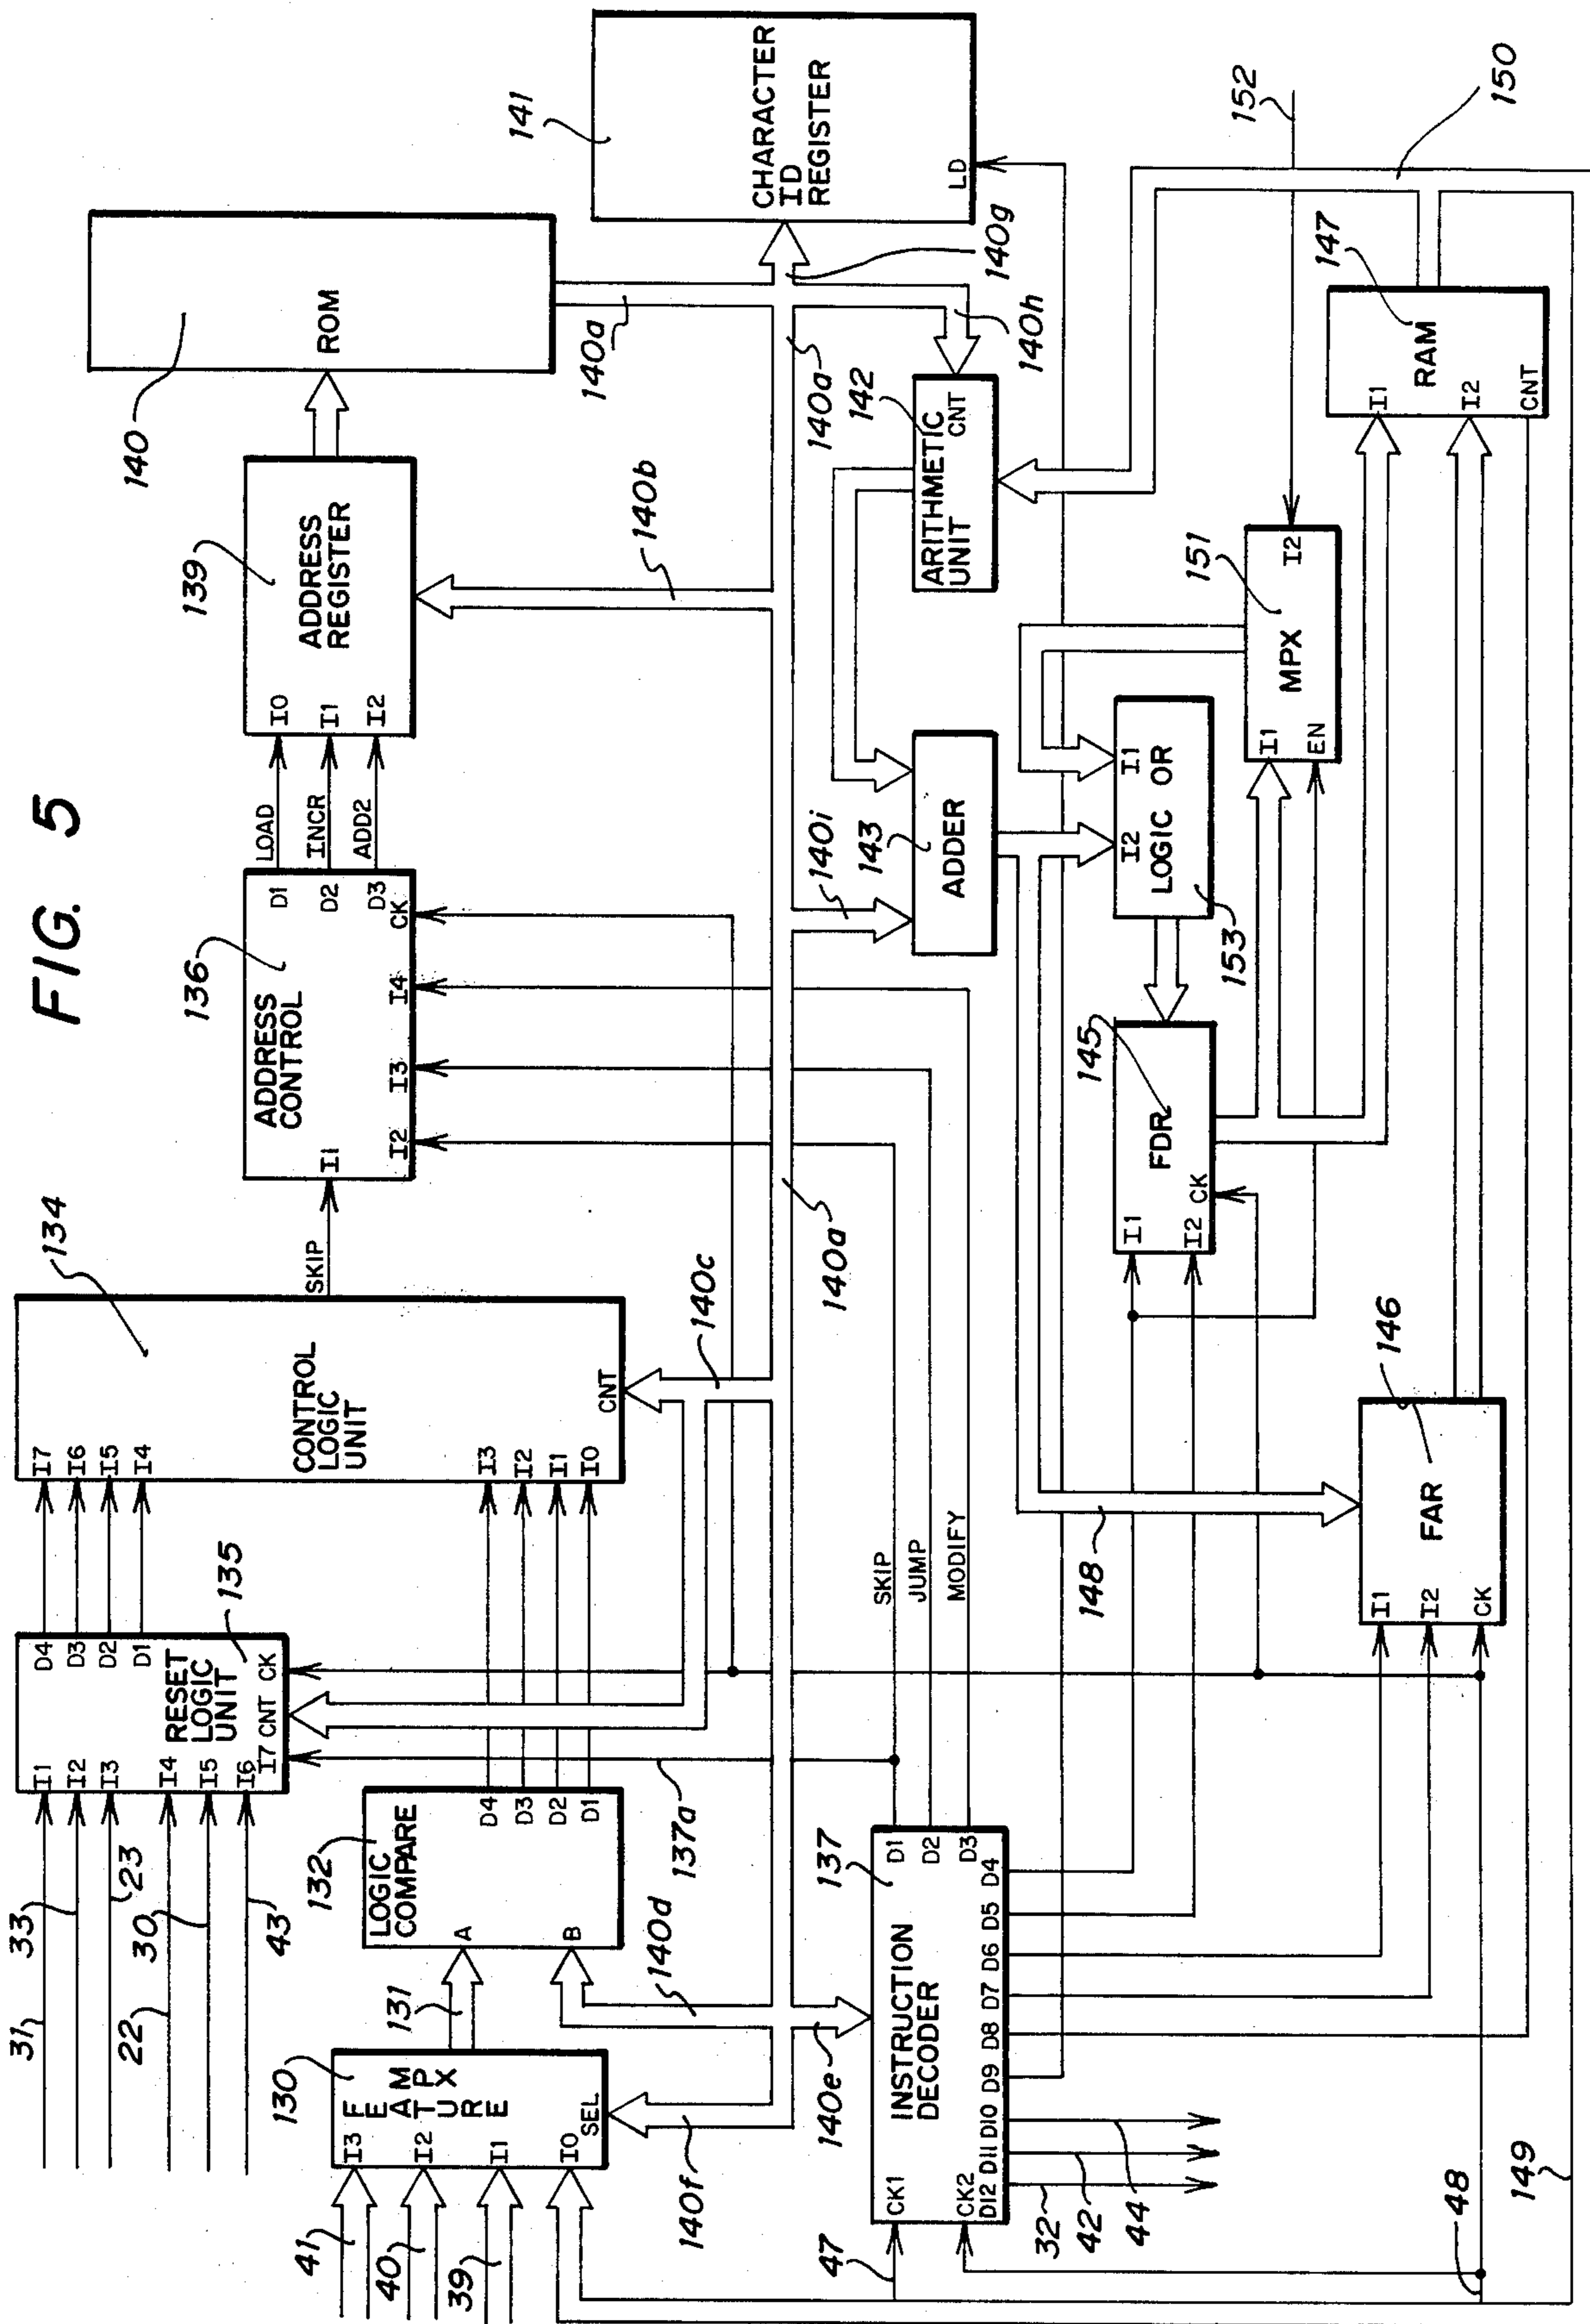 FIG. 5
31
33
23
22
30
43
I1
I2
I3
I4
I5
I6
I7
CNT
CK
RESET
LOGIC
UNIT
135
D4
D3
D2
D1
I7
I6
I5
I4
134
CONTROL
LOGIC
UNIT
I3
I2
I1
I0
CNT
SKIP
136
ADDRESS
CONTROL
I1
I2
I3
I4
CK
D1
D2
D3
LOAD
INCR
ADD2
139
I0
I1
I2
ADDRESS
REGISTER
140
ROM
140a
141
CHARACTER
ID
REGISTER
LD
41
40
39
130
I3
I2
I1
I0
FEATURE
MPX
SEL
131
132
LOGIC
COMPARE
A
B
D4
D3
D2
D1
137a
140f
140e
140d
140c
140a
140b
140a
140g
140h
140i
142
ARITHMETIC
UNIT
CNT
143
ADDER
137
INSTRUCTION
DECODER
CK1
CK2
D1
D2
D3
D4
D5
D6
D7
D8
D9
D10
D11
D12
SKIP
JUMP
MODIFY
47
32
42
44
145
FDR
I1
I2
CK
I2
I1
LOGIC OR
153
151
MPX
I1
EN
I2
152
148
146
FAR
I1
I2
CK
147
RAM
I1
I2
CNT
150
48
149